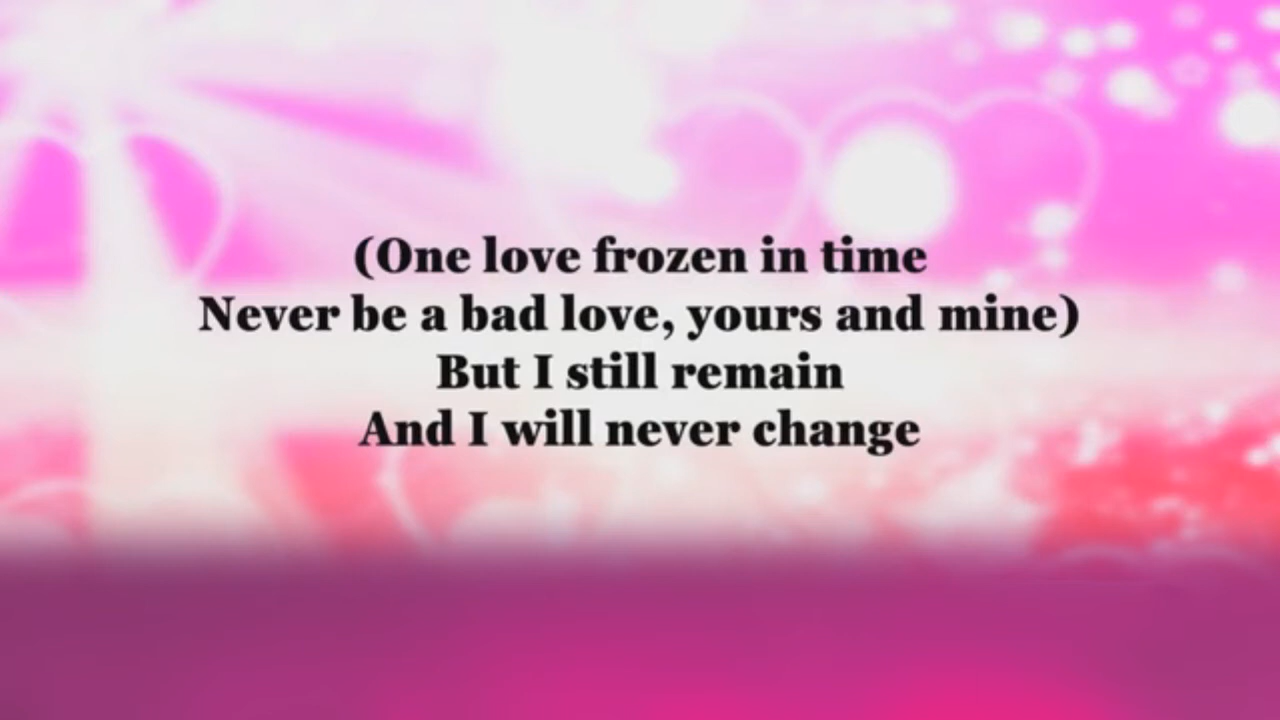 (One love frozen in time
Never be a bad love, yours and mine)
But I still remain
And I will never change